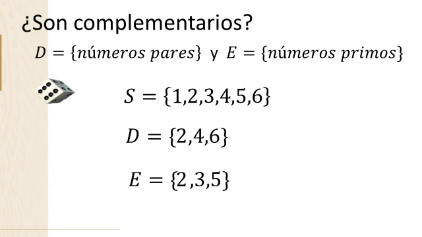 ¿Son complementarios?
D = {números pares} y E = {números primos}
S = {1,2,3,4,5,6}
D = {2,4,6}
E = {2,3,5}